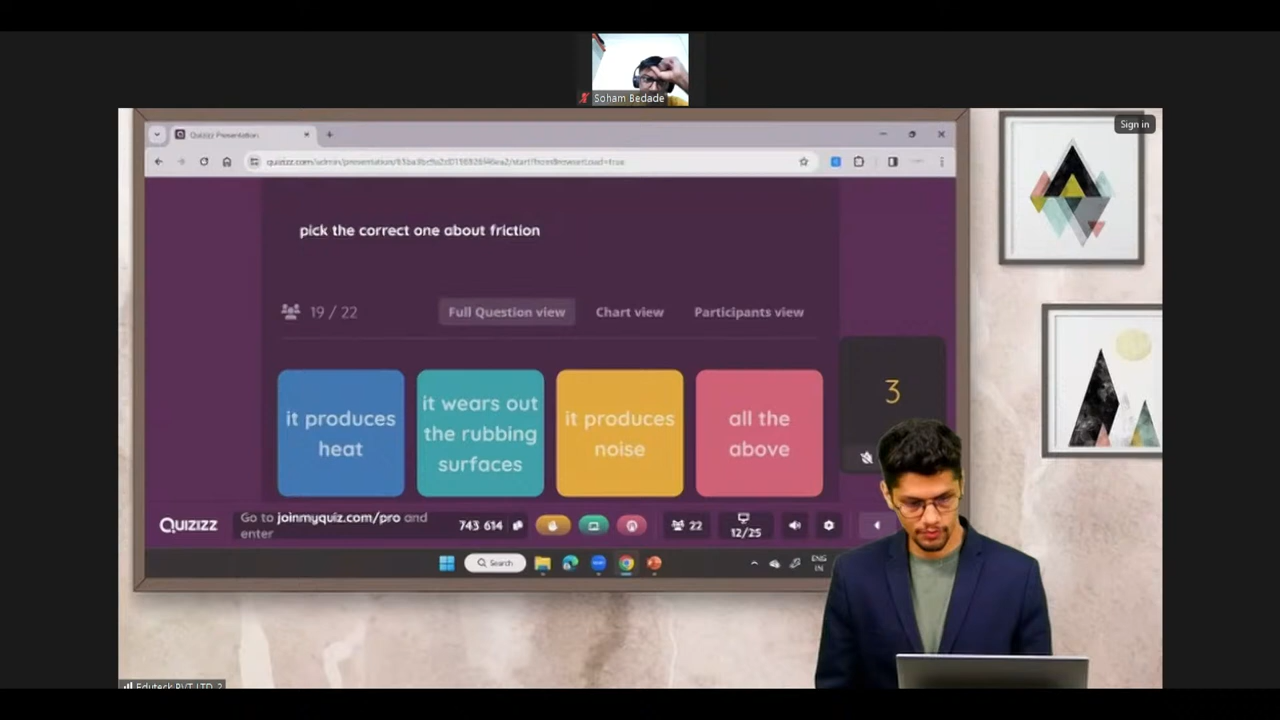 Soham Bedade
Sign in
Quizizz Presentation
pick the correct one about friction
19 / 22
Full Question view
Chart view
Participants view
it produces
heat
it wears out
the rubbing
surfaces
it produces
noise
all the
above
3
Quizizz
Go to joinmyquiz.com/pro and
enter
743 614
22
12/25
Search
ENG
IN